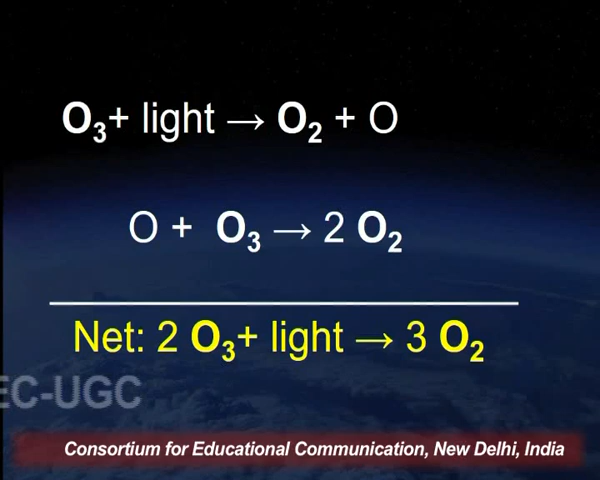 O₃+ light → O₂ + O
O + O₃ → 2 O₂
Net: 2 O₃+ light → 3 O₂
EC-UGC
Consortium for Educational Communication, New Delhi, India